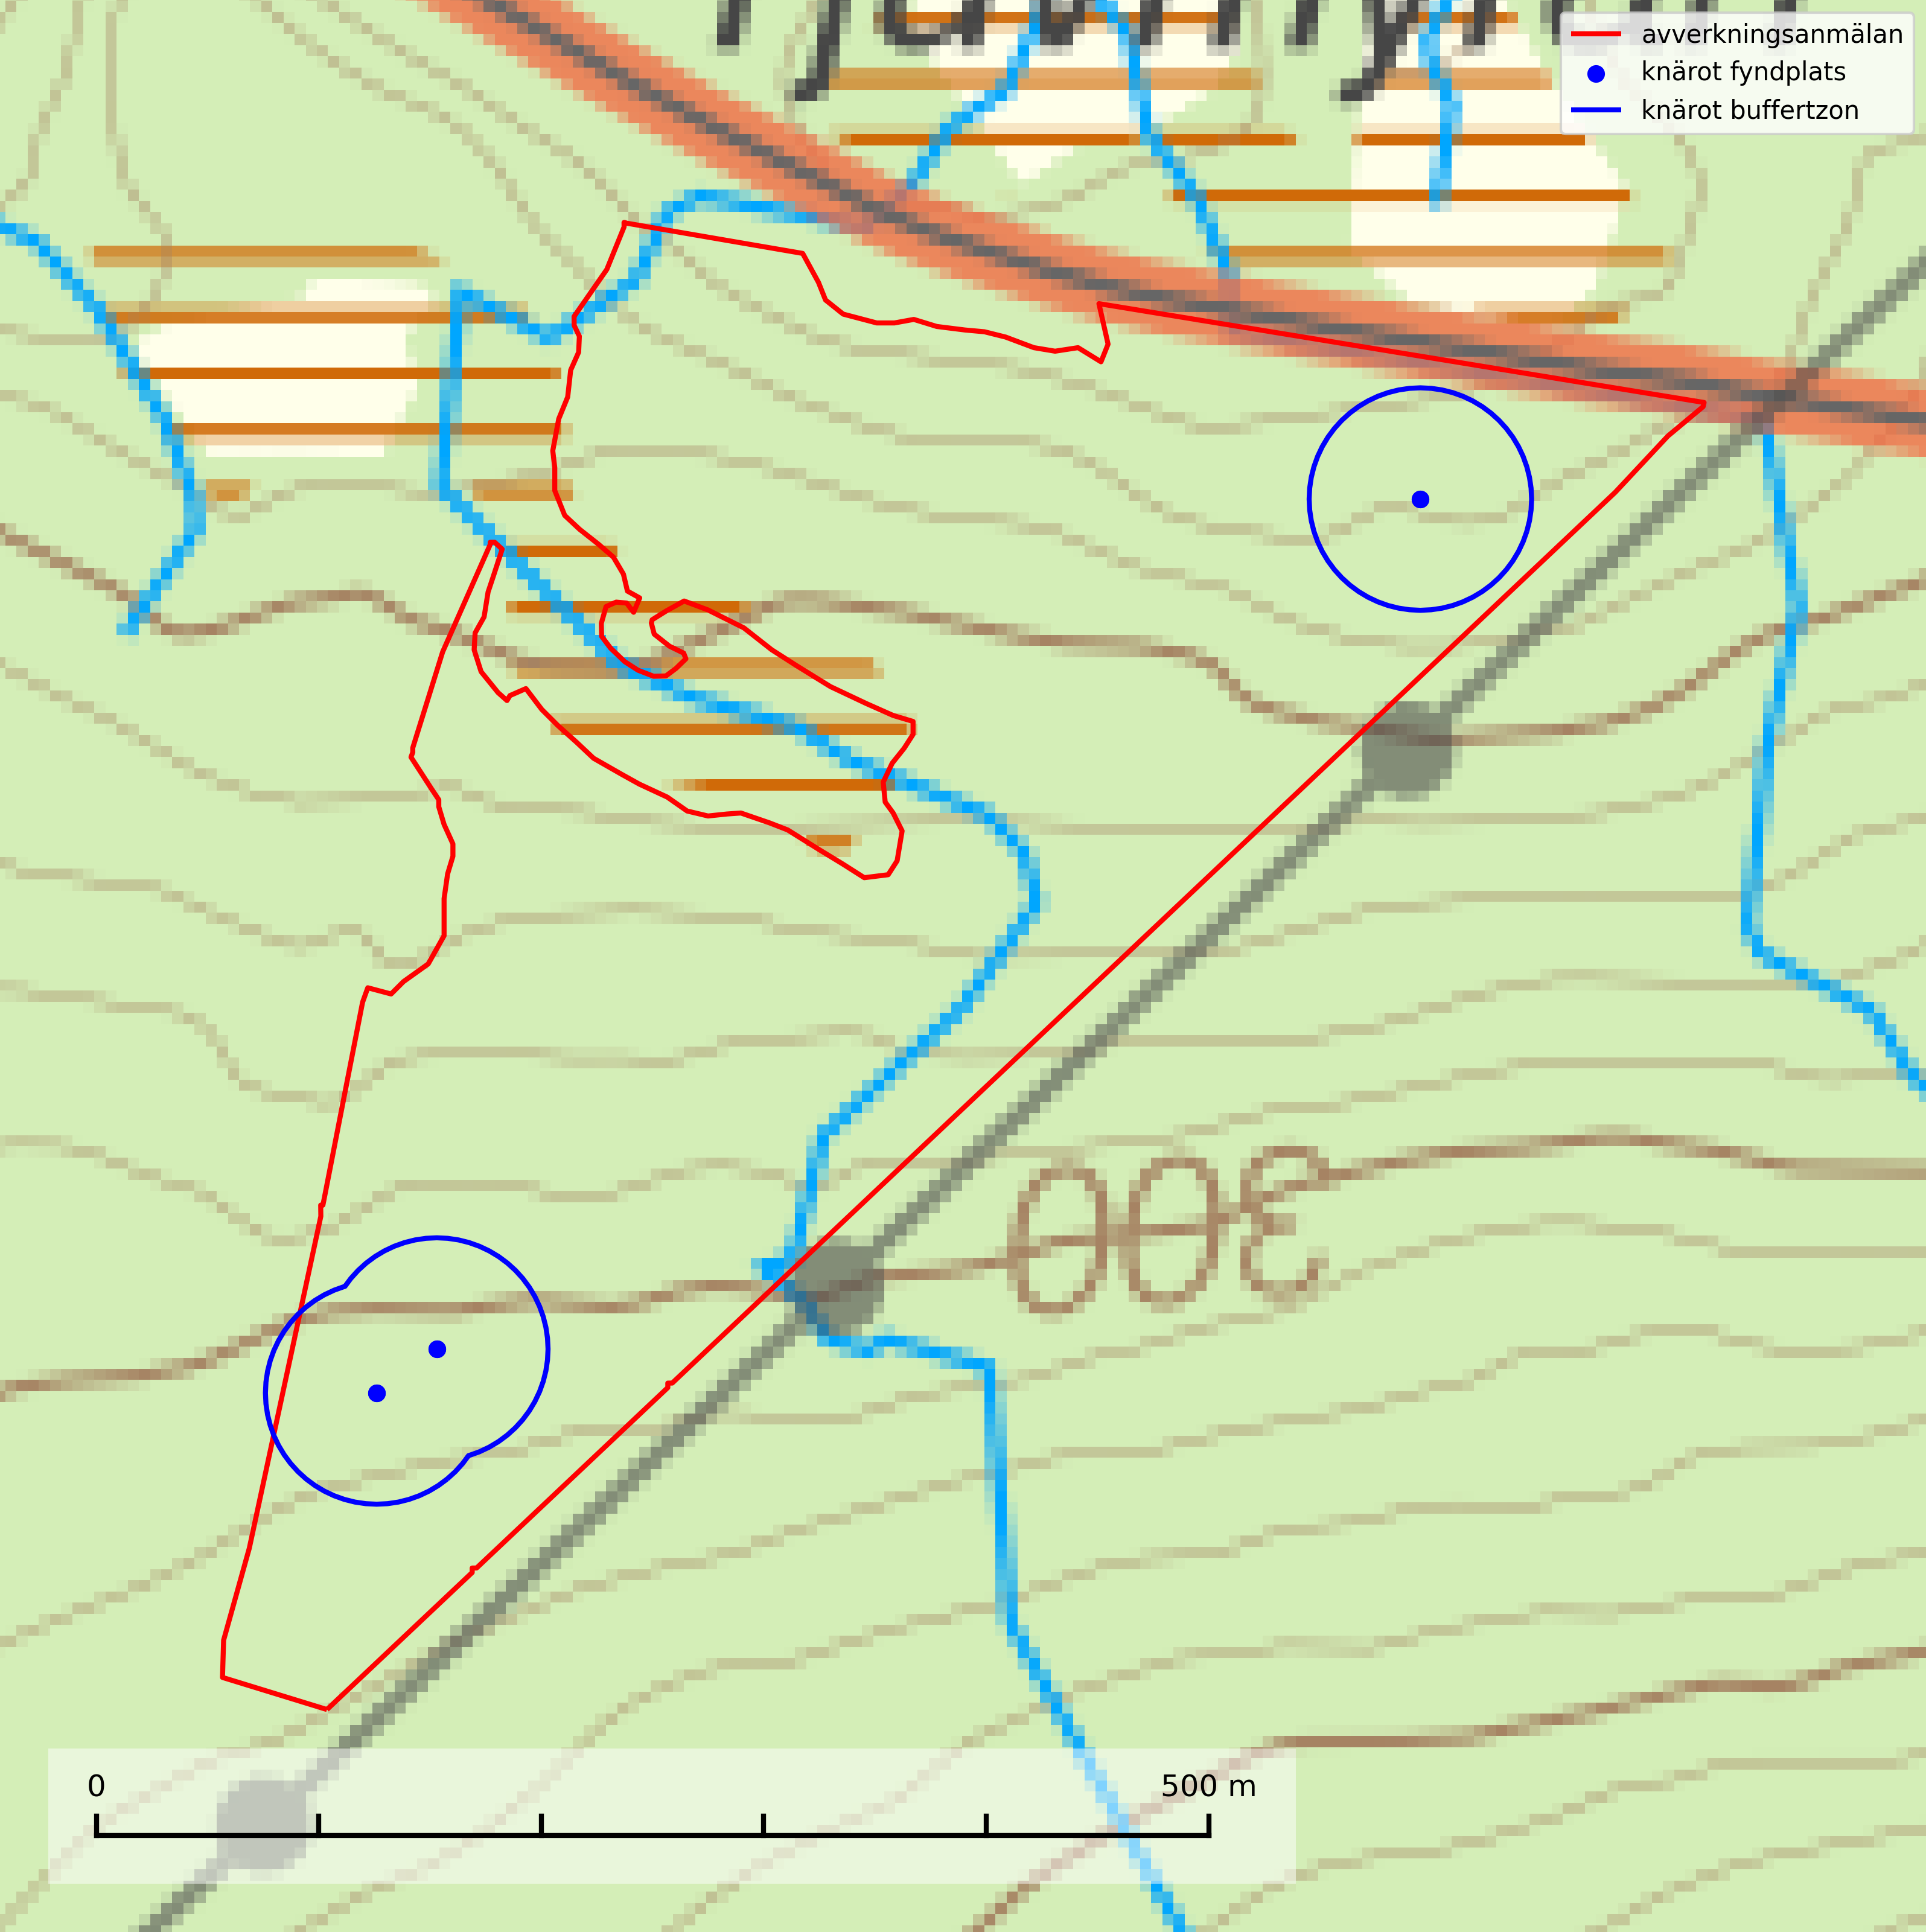 avverkningsanmälan
knärot fyndplats
knärot buffertzon
300
0 500 m